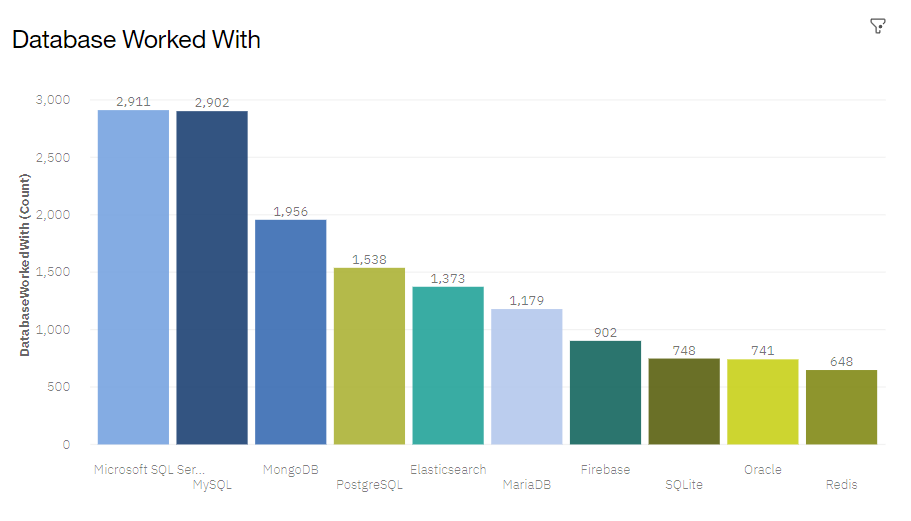 Database Worked With
DatabaseWorkedWith (Count)
3,000
2,500
2,000
1,500
1,000
500
0
2,911
2,902
1,956
1,538
1,373
1,179
902
748
741
648
Microsoft SQL Ser...
MySQL
MongoDB
PostgreSQL
Elasticsearch
MariaDB
Firebase
SQLite
Oracle
Redis